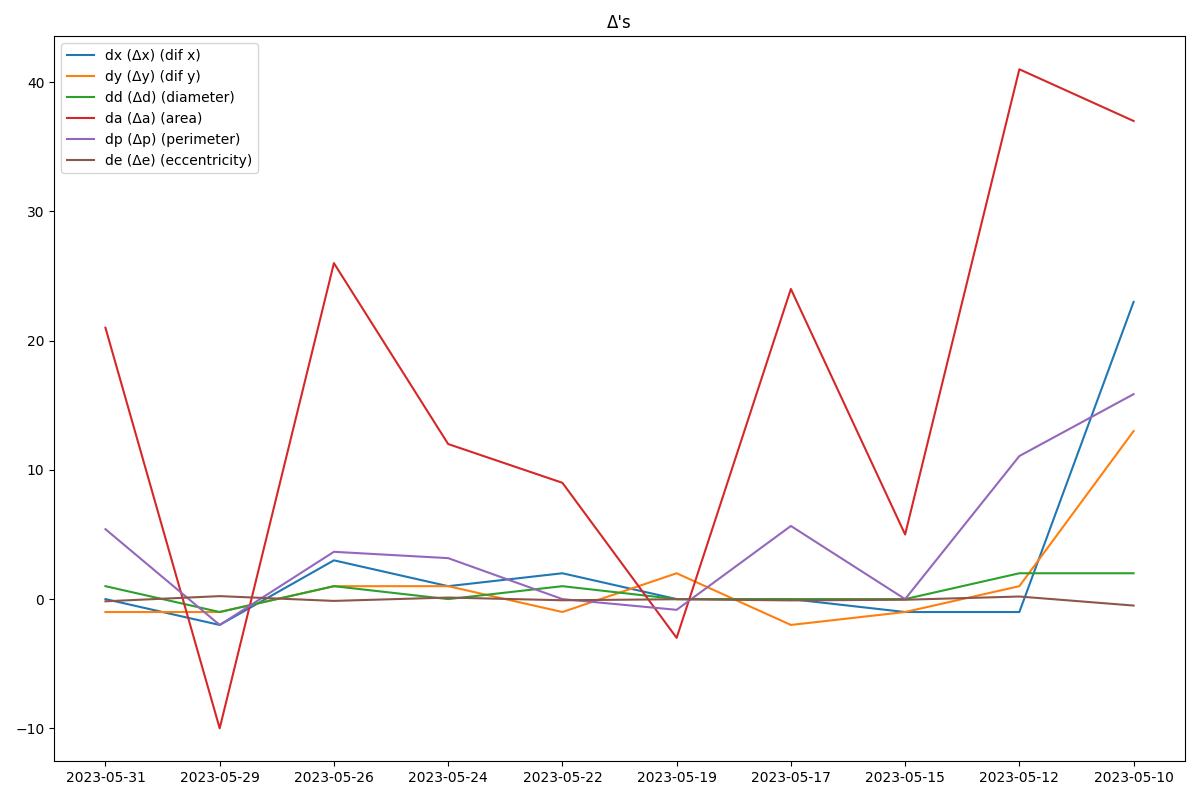 Δ's
dx (Δx) (dif x)
dy (Δy) (dif y)
dd (Δd) (diameter)
da (Δa) (area)
dp (Δp) (perimeter)
de (Δe) (eccentricity)
40
30
20
10
0
−10
2023-05-31 2023-05-29 2023-05-26 2023-05-24 2023-05-22 2023-05-19 2023-05-17 2023-05-15 2023-05-12 2023-05-10